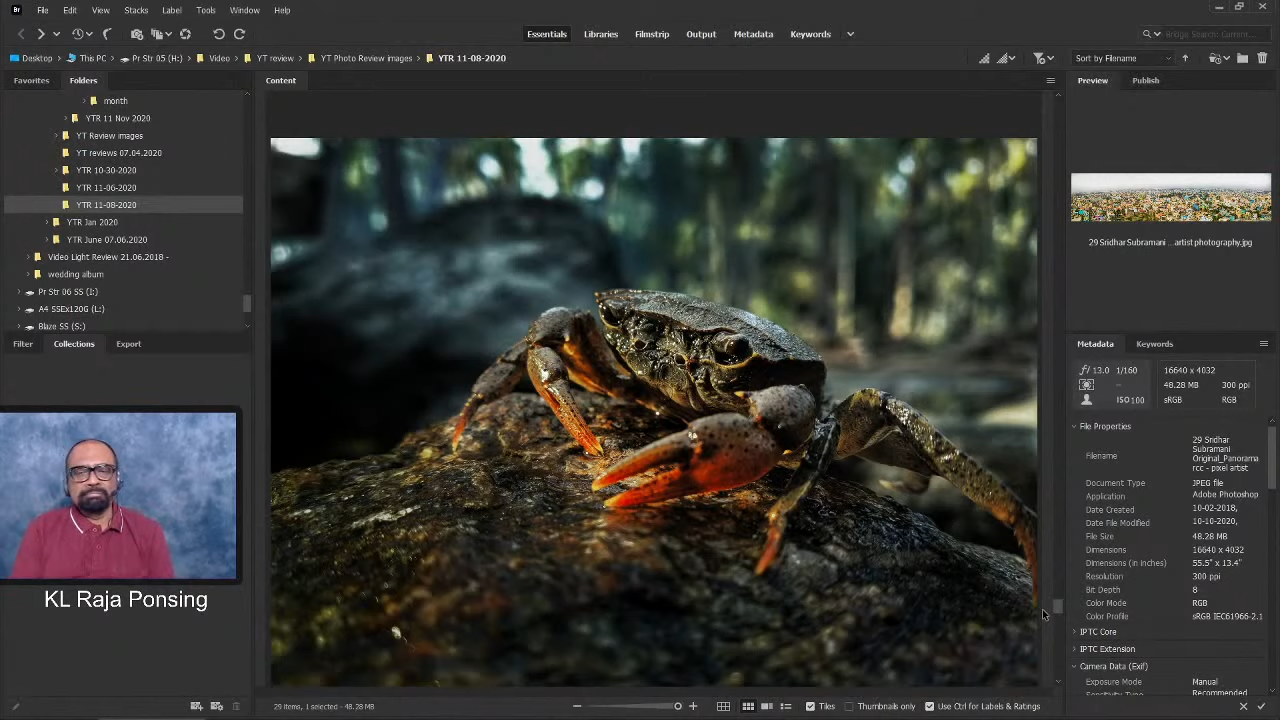 Br File Edit View Stacks Label Tools Window Help
Essentials Libraries Filmstrip Output Metadata Keywords
Desktop This PC Pr Str 05 (H:) Video YT review YT Photo Review images YTR 11-08-2020
Sort by Filename
Favorites Folders
month
YTR 11 Nov 2020
YT Review images
YT reviews 07.04.2020
YTR 10-30-2020
YTR 11-06-2020
YTR 11-08-2020
YTR Jan 2020
YTR June 07.06.2020
Video Light Review 21.06.2018 -
wedding album
Pr Str 06 SS (I:)
A4 SSEx120G (L:)
Blaze SS (S:)
Filter Collections Export
KL Raja Ponsing
Content
29 items, 1 selected - 48.28 MB
Tiles Thumbnails only Use Ctrl for Labels & Ratings
Preview Publish
29 Sridhar Subramani ...artist photography.jpg
Metadata Keywords
f/ 13.0 1/160
--
ISO 100
16640 x 4032
48.28 MB 300 ppi
sRGB RGB
File Properties
Filename 29 Sridhar Subramani Original_Panorama rcc - pixel artist
Document Type JPEG file
Application Adobe Photoshop
Date Created 10-02-2018,
Date File Modified 10-10-2020,
File Size 48.28 MB
Dimensions 16640 x 4032
Dimensions (in inches) 55.5" x 13.4"
Resolution 300 ppi
Bit Depth 8
Color Mode RGB
Color Profile sRGB IEC61966-2.1
IPTC Core
IPTC Extension
Camera Data (Exif)
Exposure Mode Manual